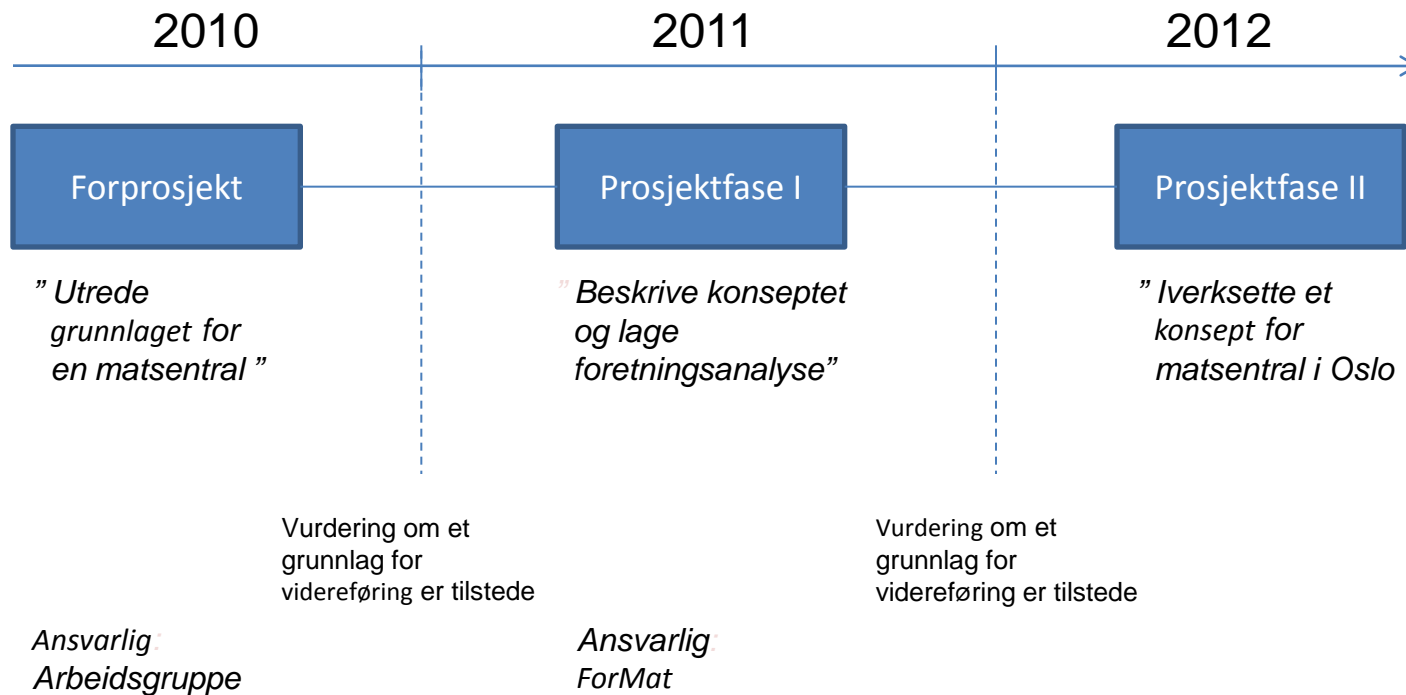 2010
2011
2012
Forprosjekt
Prosjektfase I
Prosjektfase II
” Utrede
grunnlaget for
en matsentral ”
” Beskrive konseptet
og lage
foretningsanalyse”
” Iverksette et
konsept for
matsentral i Oslo
Vurdering om et
grunnlag for
videreføring er tilstede
Vurdering om et
grunnlag for
videreføring er tilstede
Ansvarlig:
Arbeidsgruppe
Ansvarlig:
ForMat